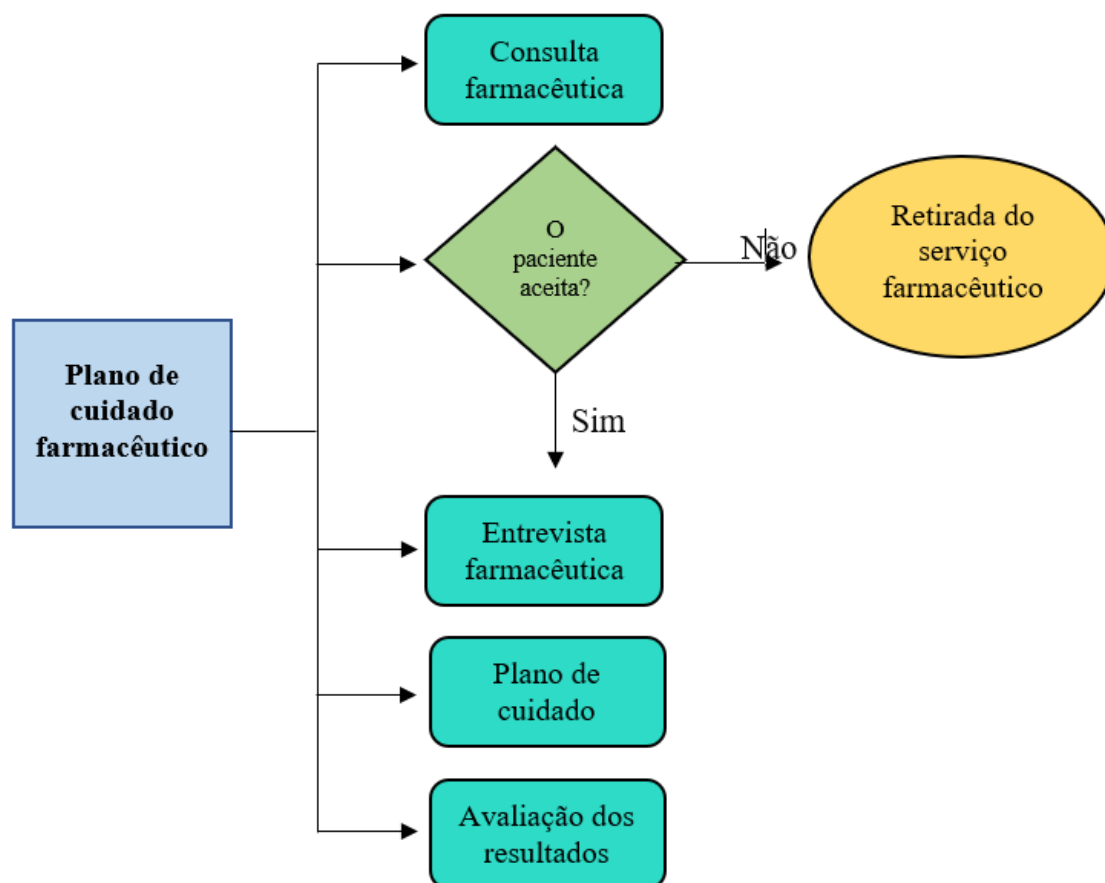 Consulta
farmacêutica
O
paciente
aceita?
Não
Retirada do
serviço
farmacêutico
Plano de
cuidado
farmacêutico
Sim
Entrevista
farmacêutica
Plano de
cuidado
Avaliação dos
resultados